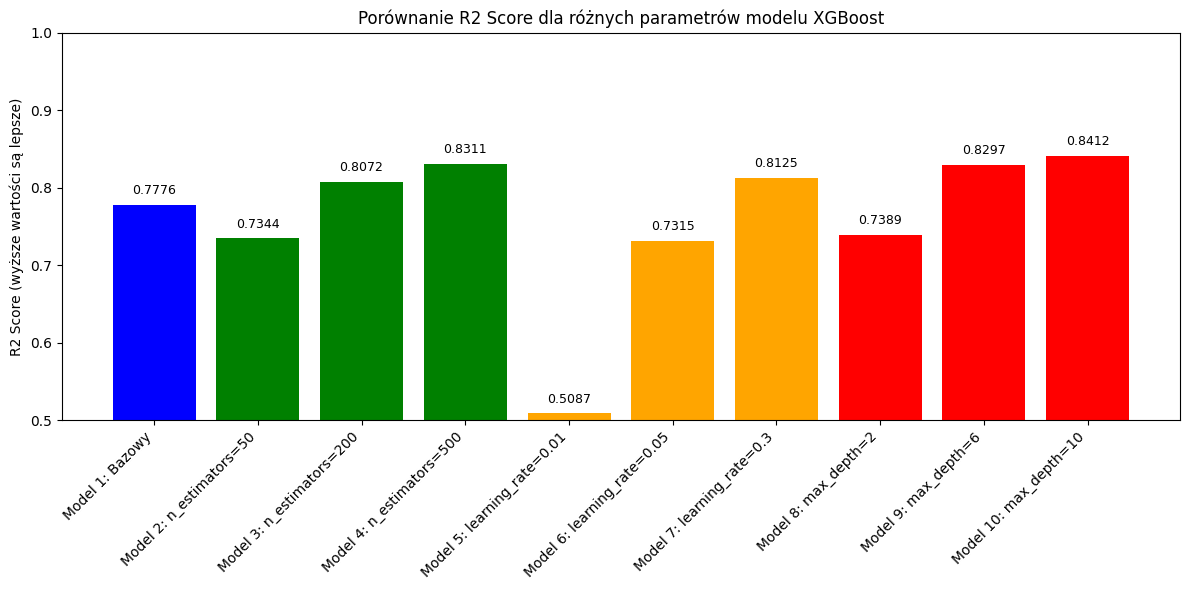 Porównanie R2 Score dla różnych parametrów modelu XGBoost
R2 Score (wyższe wartości są lepsze)
1.0
0.9
0.8
0.7
0.6
0.5
0.7776
0.7344
0.8072
0.8311
0.5087
0.7315
0.8125
0.7389
0.8297
0.8412
Model 1: Bazowy
Model 2: n_estimators=50
Model 3: n_estimators=200
Model 4: n_estimators=500
Model 5: learning_rate=0.01
Model 6: learning_rate=0.05
Model 7: learning_rate=0.3
Model 8: max_depth=2
Model 9: max_depth=6
Model 10: max_depth=10